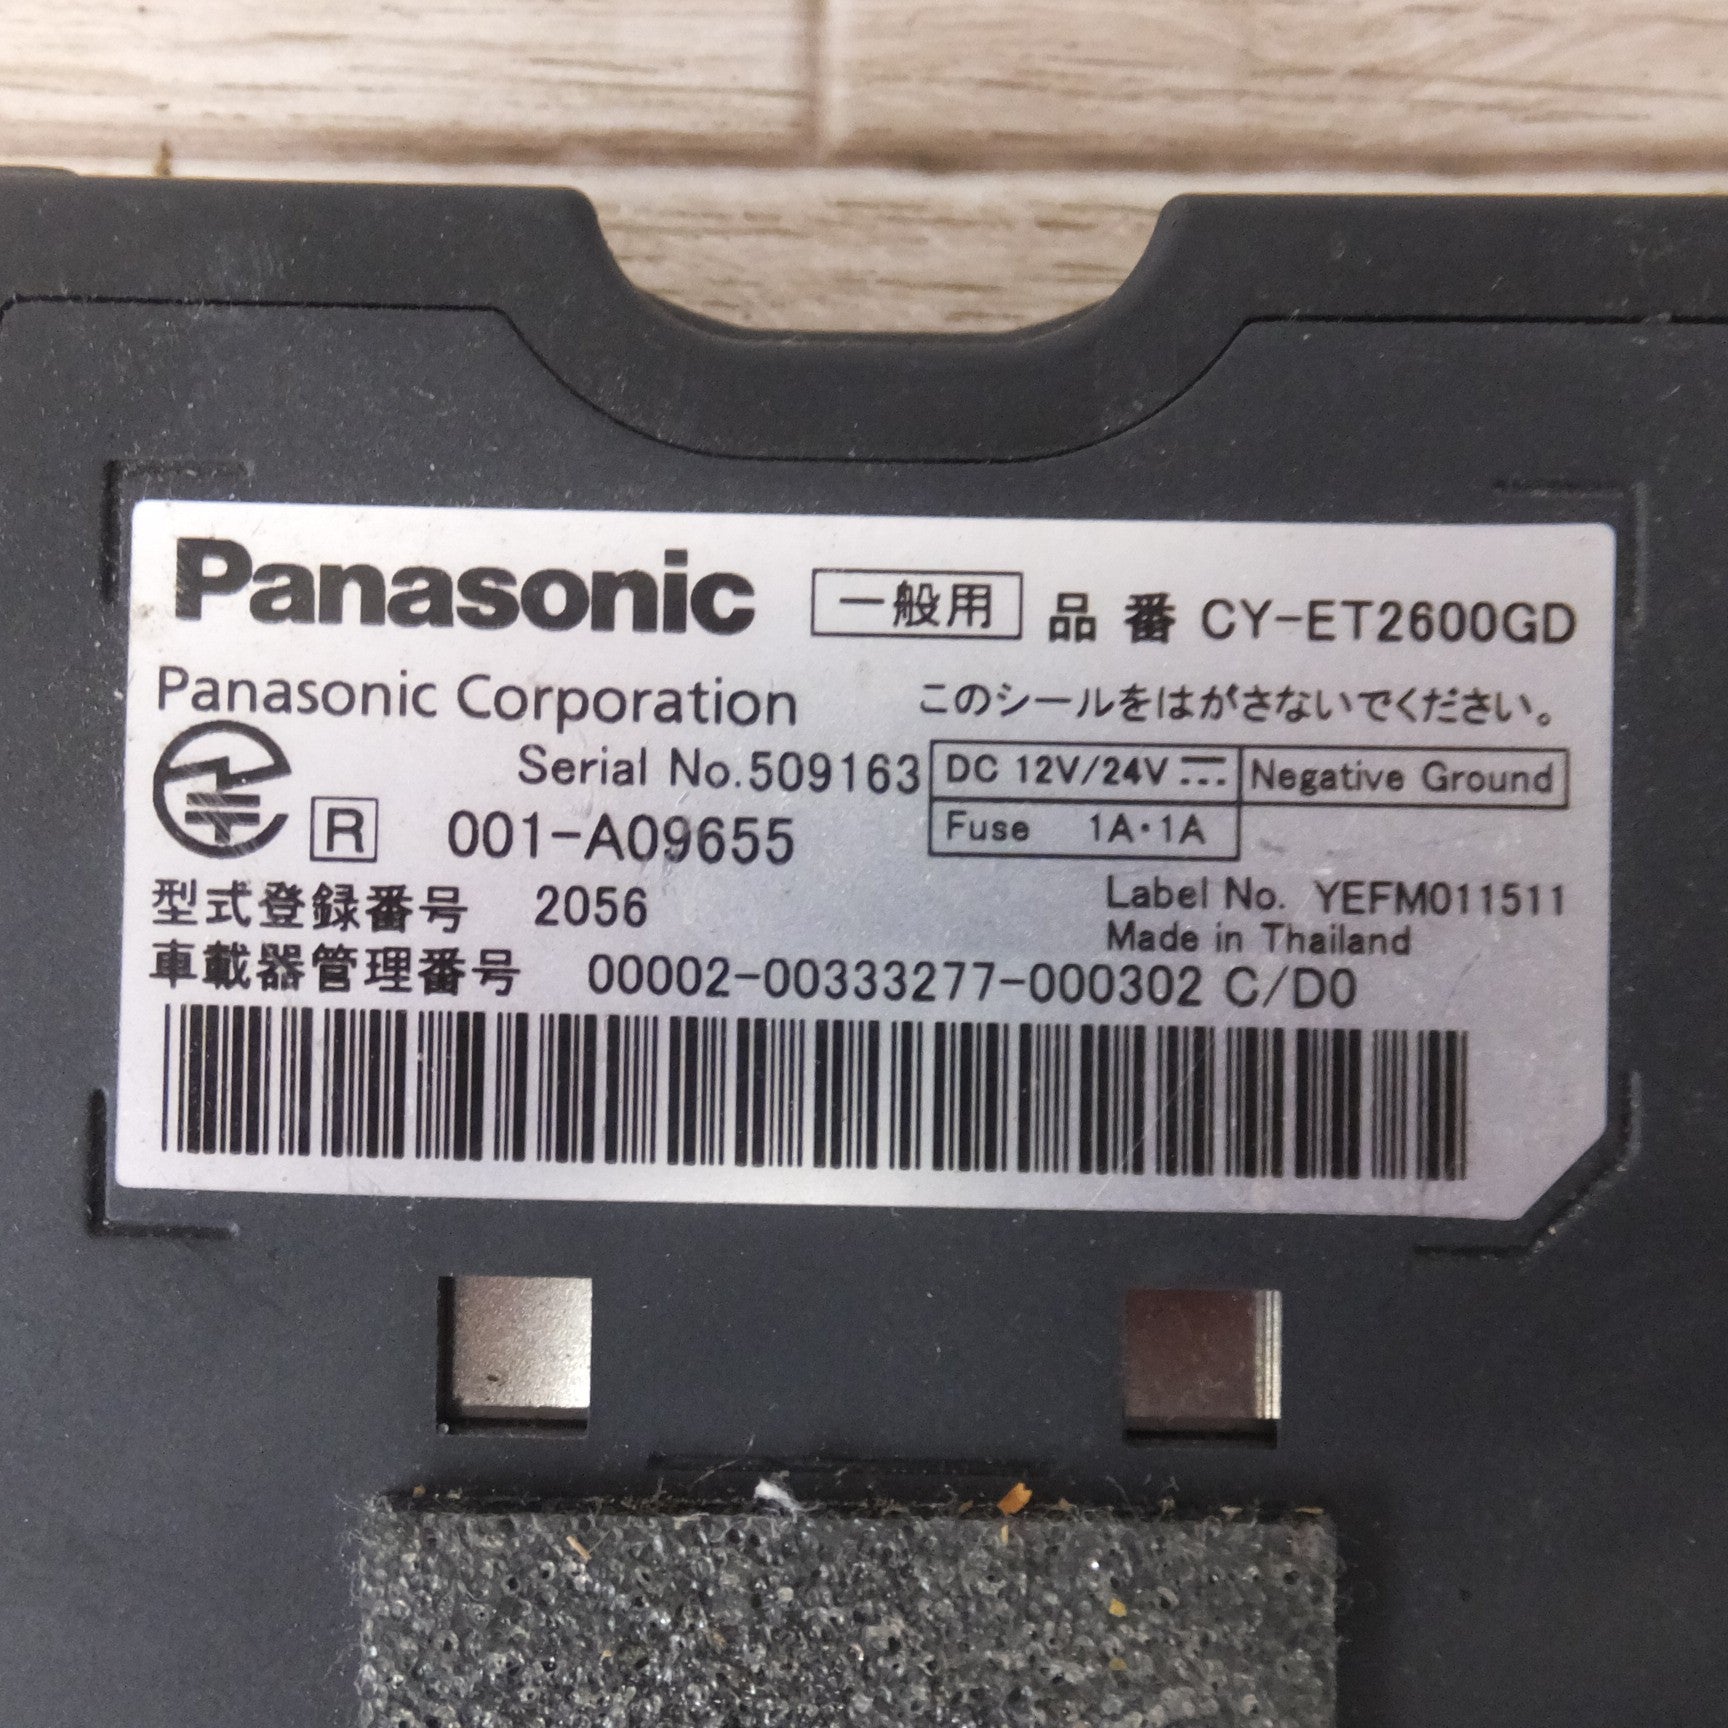 Panasonic 一般用 品番 CY-ET2600GD
Panasonic Corporation このシールをはがさないでください。
Serial No.509163 DC 12V/24V ⎓ Negative Ground
R 001-A09655 Fuse 1A・1A
型式登録番号 2056 Label No. YEFM011511
Made in Thailand
車載器管理番号 00002-00333277-000302 C/D0